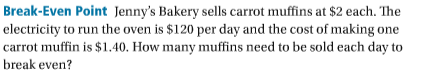 Break-Even Point Jenny's Bakery sells carrot muffins at $2 each. The
electricity to run the oven is $120 per day and the cost of making one
carrot muffin is $1.40. How many muffins need to be sold each day to
break even?